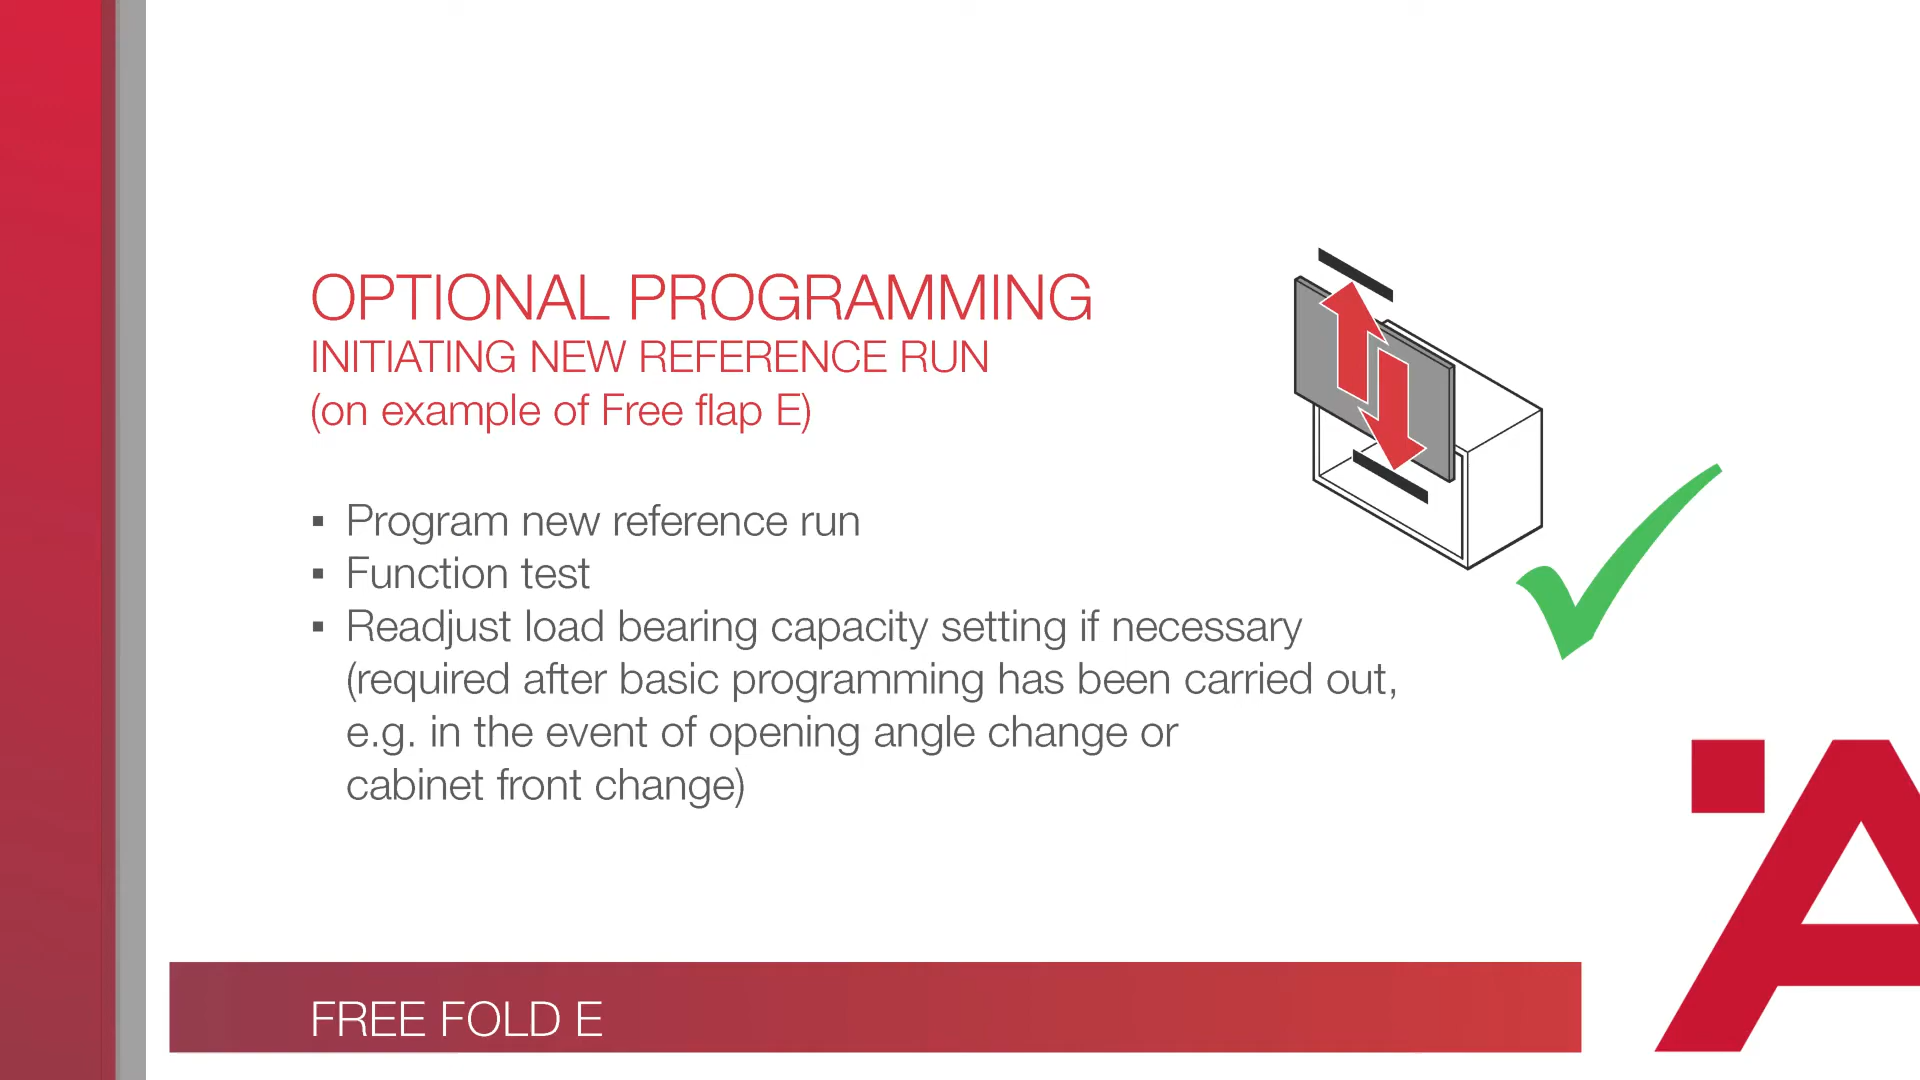 OPTIONAL PROGRAMMING
INITIATING NEW REFERENCE RUN
(on example of Free flap E)
▪ Program new reference run
▪ Function test
▪ Readjust load bearing capacity setting if necessary
(required after basic programming has been carried out,
e.g. in the event of opening angle change or
cabinet front change)
FREE FOLD E